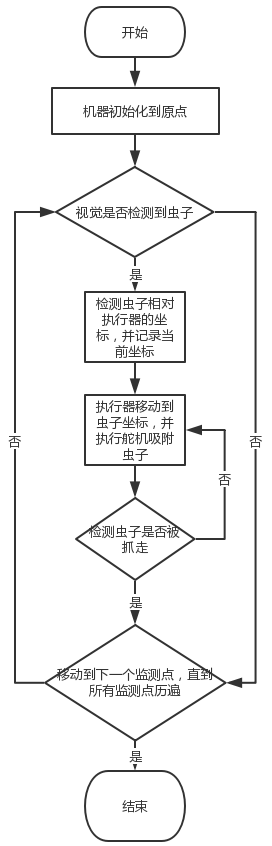 开始
机器初始化到原点
视觉是否检测到虫子
是
检测虫子相对
执行器的坐
标，并记录当
前坐标
执行器移动到
虫子坐标，并
执行舵机吸附
虫子
否
否
否
检测虫子是否被
抓走
是
移动到下一个监测点，直到
所有监测点历遍
是
结束